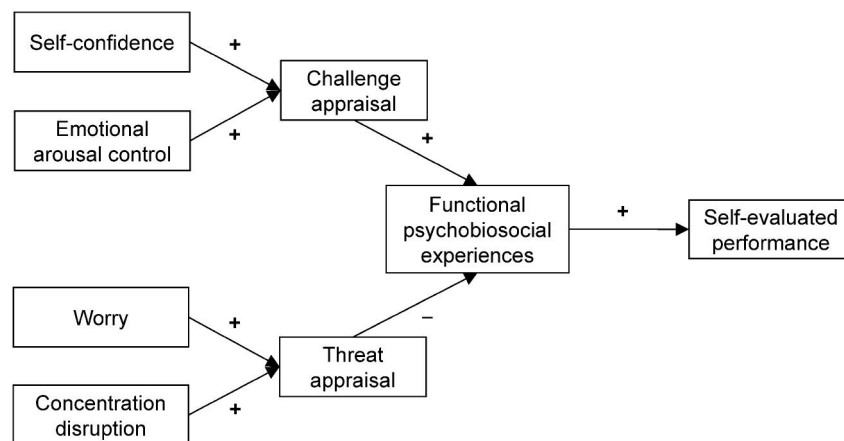 Self-confidence
+
Challenge
appraisal
Emotional
arousal control
+
+
Functional
psychobiosocial
experiences
+
Self-evaluated
performance
Worry
+
–
Threat
appraisal
Concentration
disruption
+